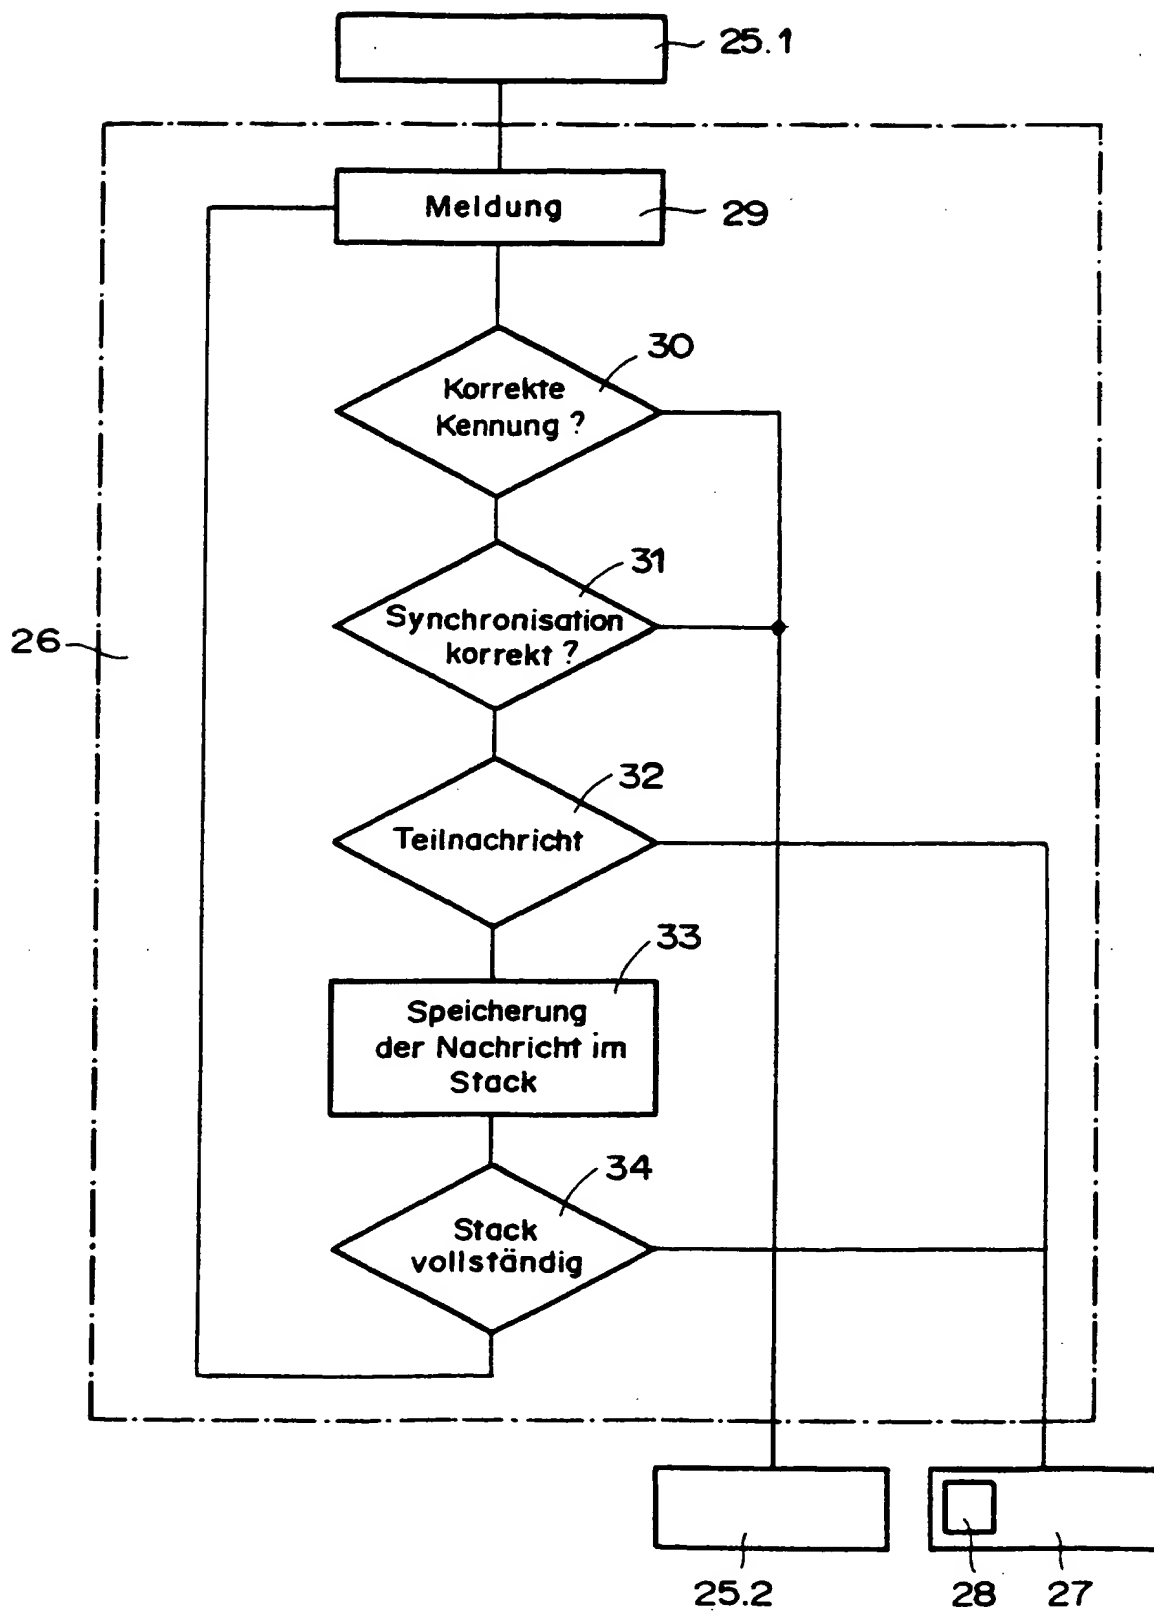 25.1
Meldung
29
30
Korrekte
Kennung ?
31
Synchronisation
korrekt ?
26
32
Teilnachricht
33
Speicherung
der Nachricht im
Stack
34
Stack
vollständig
25.2
28
27